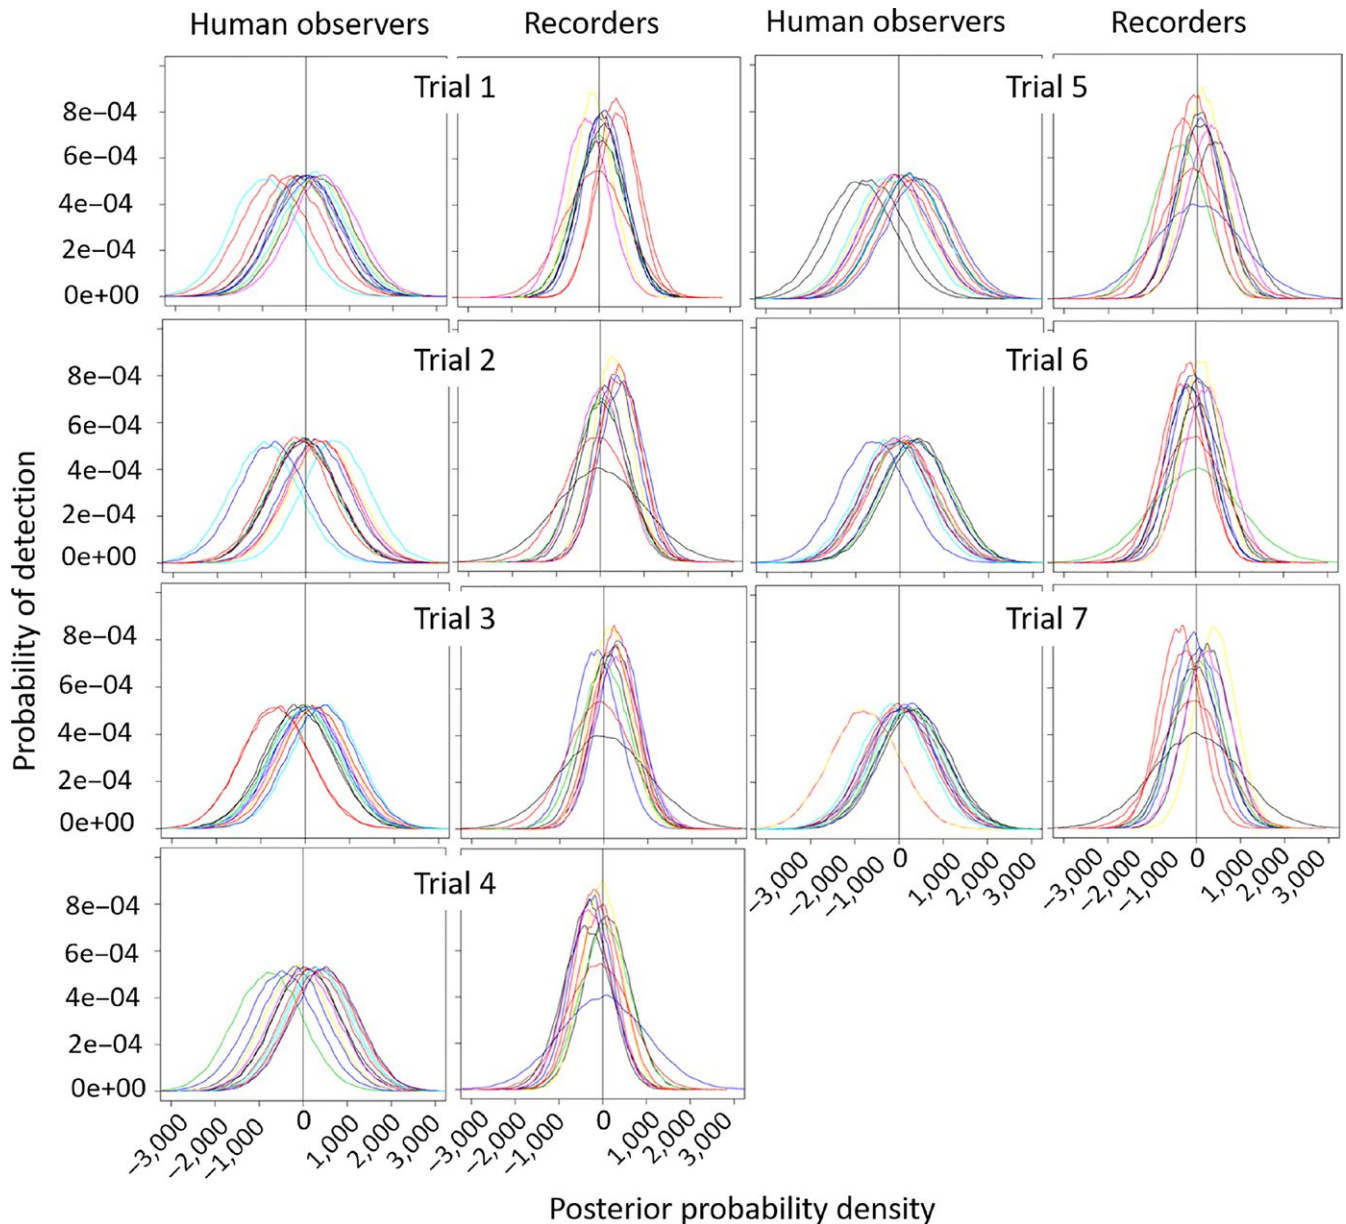 Human observers Recorders Human observers Recorders
Trial 1 Trial 5
8e−04
6e−04
4e−04
2e−04
0e+00
Trial 2 Trial 6
8e−04
6e−04
4e−04
2e−04
0e+00
Trial 3 Trial 7
8e−04
6e−04
4e−04
2e−04
0e+00
−3,000 −2,000 −1,000 0 1,000 2,000 3,000 −3,000 −2,000 −1,000 0 1,000 2,000 3,000
Trial 4
8e−04
6e−04
4e−04
2e−04
0e+00
−3,000 −2,000 −1,000 0 1,000 2,000 3,000 −3,000 −2,000 −1,000 0 1,000 2,000 3,000
Probability of detection
Posterior probability density